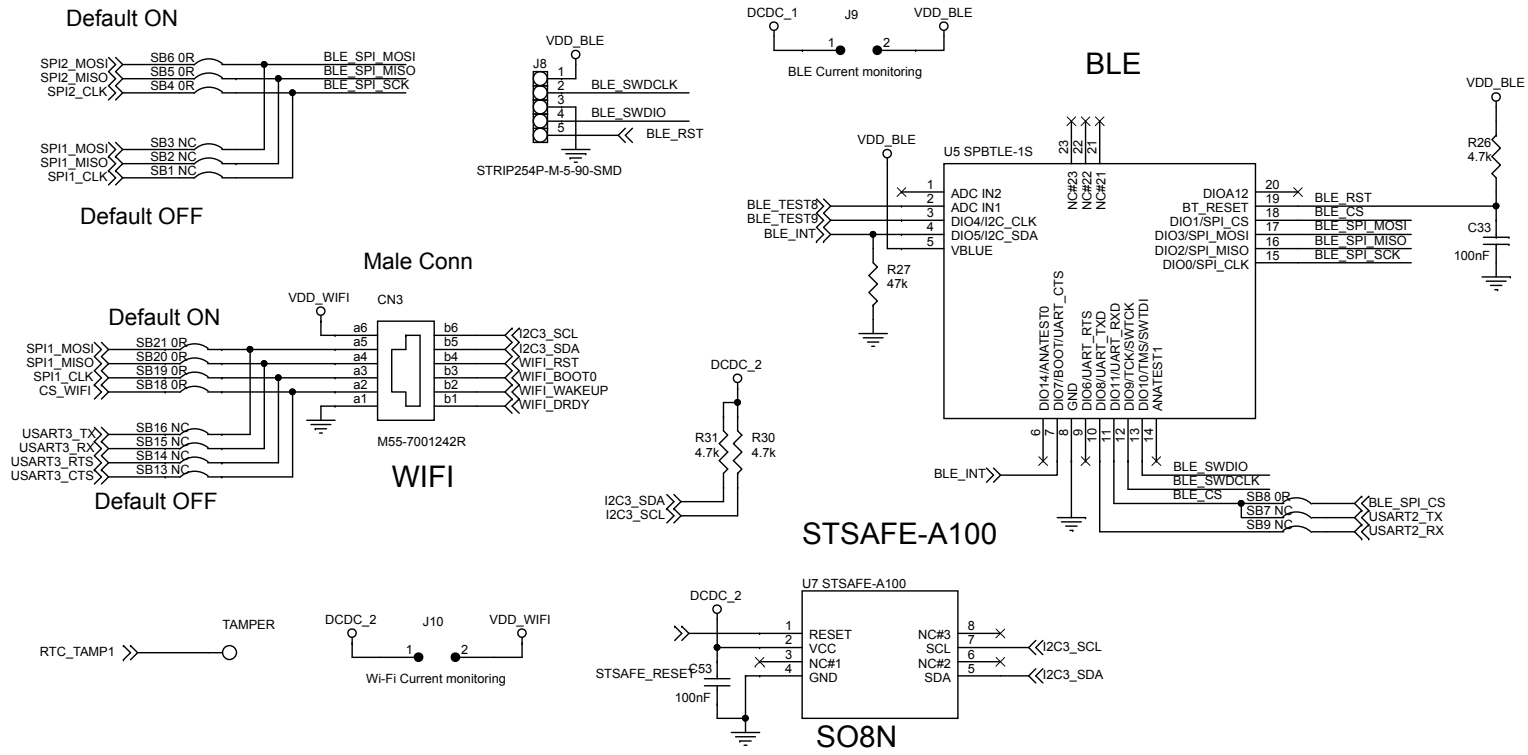 Default ON
SPI2_MOSI SB6 0R BLE_SPI_MOSI
SPI2_MISO SB5 0R BLE_SPI_MISO
SPI2_CLK SB4 0R BLE_SPI_SCK
SPI1_MOSI SB3 NC
SPI1_MISO SB2 NC
SPI1_CLK SB1 NC
Default OFF
VDD_BLE
J8
1
2 BLE_SWDCLK
3
4 BLE_SWDIO
5 BLE_RST
STRIP254P-M-5-90-SMD
DCDC_1 J9 VDD_BLE
1 2
BLE Current monitoring
BLE
VDD_BLE
R26
4.7k
C33
100nF
VDD_BLE
U5 SPBTLE-1S
23 22 21
NC#23 NC#22 NC#21
1 ADC IN2
BLE_TEST8 2 ADC IN1
BLE_TEST9 3 DIO4/I2C_CLK
BLE_INT 4 DIO5/I2C_SDA
5 VBLUE
R27
47k
DIOA12 20
BT_RESET 19 BLE_RST
DIO1/SPI_CS 18 BLE_CS
DIO3/SPI_MOSI 17 BLE_SPI_MOSI
DIO2/SPI_MISO 16 BLE_SPI_MISO
DIO0/SPI_CLK 15 BLE_SPI_SCK
DIO14/ANATEST0
DIO7/BOOT/UART_CTS
GND
DIO6/UART_RTS
DIO8/UART_TXD
DIO11/UART_RXD
DIO9/TCK/SWTCK
DIO10/TMS/SWTDI
ANATEST1
6 7 8 9 10 11 12 13 14
BLE_INT
BLE_SWDIO
BLE_SWDCLK
BLE_CS SB8 0R BLE_SPI_CS
SB7 NC USART2_TX
SB9 NC USART2_RX
Male Conn
VDD_WIFI CN3
Default ON
a6 b6 I2C3_SCL
SPI1_MOSI SB21 0R a5 b5 I2C3_SDA
SPI1_MISO SB20 0R a4 b4 WIFI_RST
SPI1_CLK SB19 0R a3 b3 WIFI_BOOT0
CS_WIFI SB18 0R a2 b2 WIFI_WAKEUP
a1 b1 WIFI_DRDY
USART3_TX SB16 NC
USART3_RX SB15 NC
USART3_RTS SB14 NC
USART3_CTS SB13 NC
Default OFF
M55-7001242R
WIFI
DCDC_2
R31 R30
4.7k 4.7k
I2C3_SDA
I2C3_SCL
STSAFE-A100
RTC_TAMP1 TAMPER
DCDC_2 J10 VDD_WIFI
1 2
Wi-Fi Current monitoring
DCDC_2
U7 STSAFE-A100
1 RESET
2 VCC
3 NC#1
4 GND
STSAFE_RESET
C53
100nF
NC#3 8
SCL 7 I2C3_SCL
NC#2 6
SDA 5 I2C3_SDA
SO8N